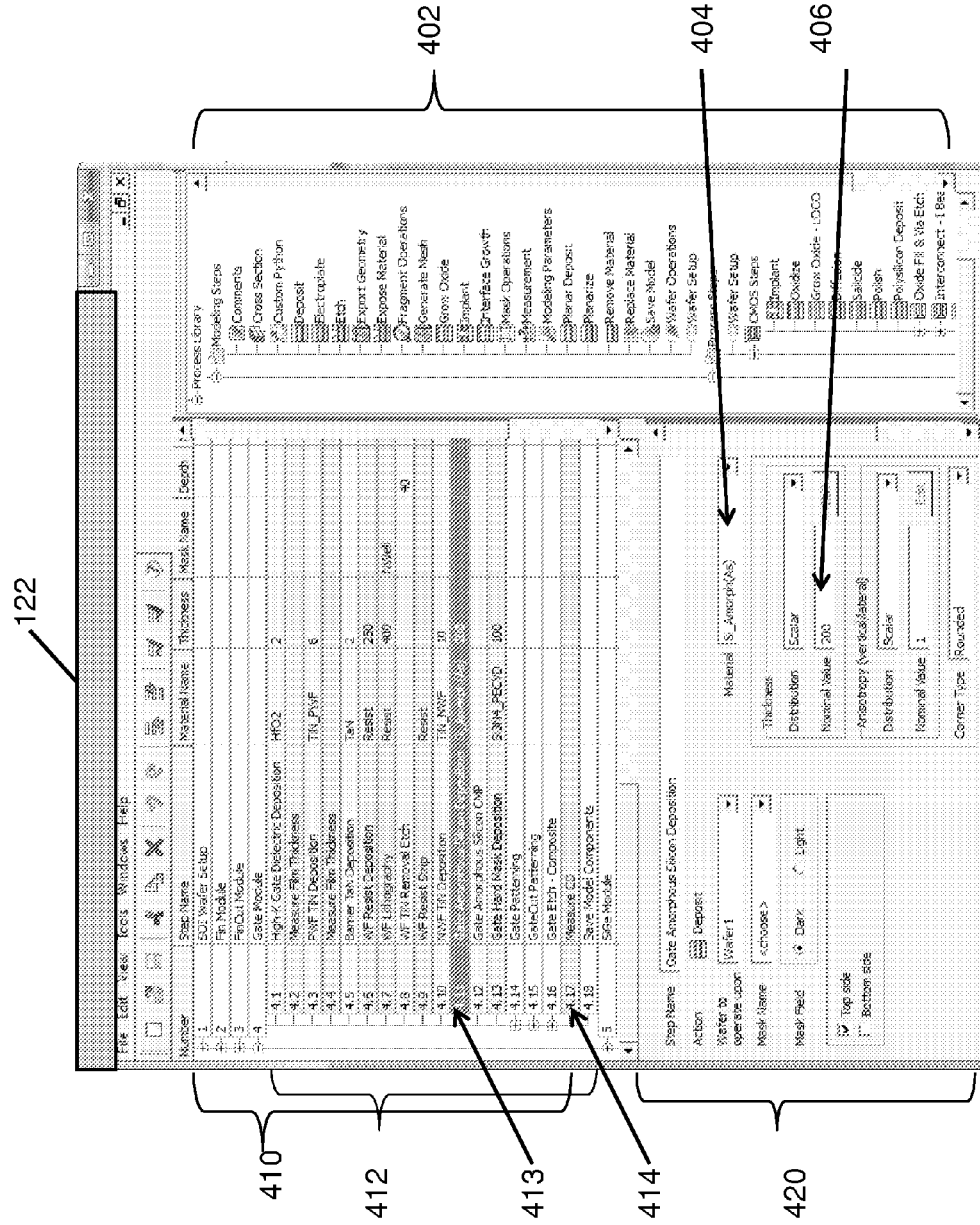 122
File Edit View Tools Windows Help
Number Step Name Material Name Thickness Mask Name Depth
1 SOI Wafer Setup
2 Fin Module
3 FinCut Module
4 Gate Module
4.1 High-K Gate Dielectric Deposition HfO2 2
4.2 Measure Film Thickness
4.3 PWF TiN Deposition TiN_PWF 6
4.4 Measure Film Thickness
4.5 Barrier TaN Deposition TaN 2
4.6 WF Resist Deposition Resist 250
4.7 WF Lithography Resist 400
4.8 WF TiN Removal Etch 40
4.9 WF Resist Strip Resist
4.10 NWF TiN Deposition TiN_NWF 10
4.12 Gate Amorphous Silicon CMP
4.13 Gate Hard Mask Deposition 100
4.14 Gate Patterning
4.15 GateCut Patterning
4.16 Gate Etch - Composite
4.17 Measure CD
4.18 Save Model Components
5 SiGe Module
Process Library
Modeling Steps
Comments
Cross Section
Custom Python
Deposit
Electroplate
Etch
Export Geometry
Expose Material
Fragment Operations
Generate Mesh
Grow Oxide
Implant
Interface Growth
Mask Operations
Measurement
Modeling Parameters
Planar Deposit
Planarize
Remove Material
Replace Material
Save Model
Wafer Operations
Wafer Setup
Process Steps
Wafer Setup
CMOS Steps
Implant
Oxidize
Grow Oxide - LOCO
Salicide
Polish
Polysilicon Deposit
Oxide Fill & Via Etch
Interconnect - I Bea
Step Name Gate Amorphous Silicon Deposition
Action Deposit
Wafer to
operate upon Wafer 1
Mask Name <choose>
Mask Field Dark Light
Top side
Bottom side
Material Si_Amorph(As)
Thickness
Distribution Scalar
Nominal Value 200
Anisotropy (vertical/lateral)
Distribution Scalar
Nominal Value 1
Corner Type Rounded
402
404
406
410
412
413
414
420